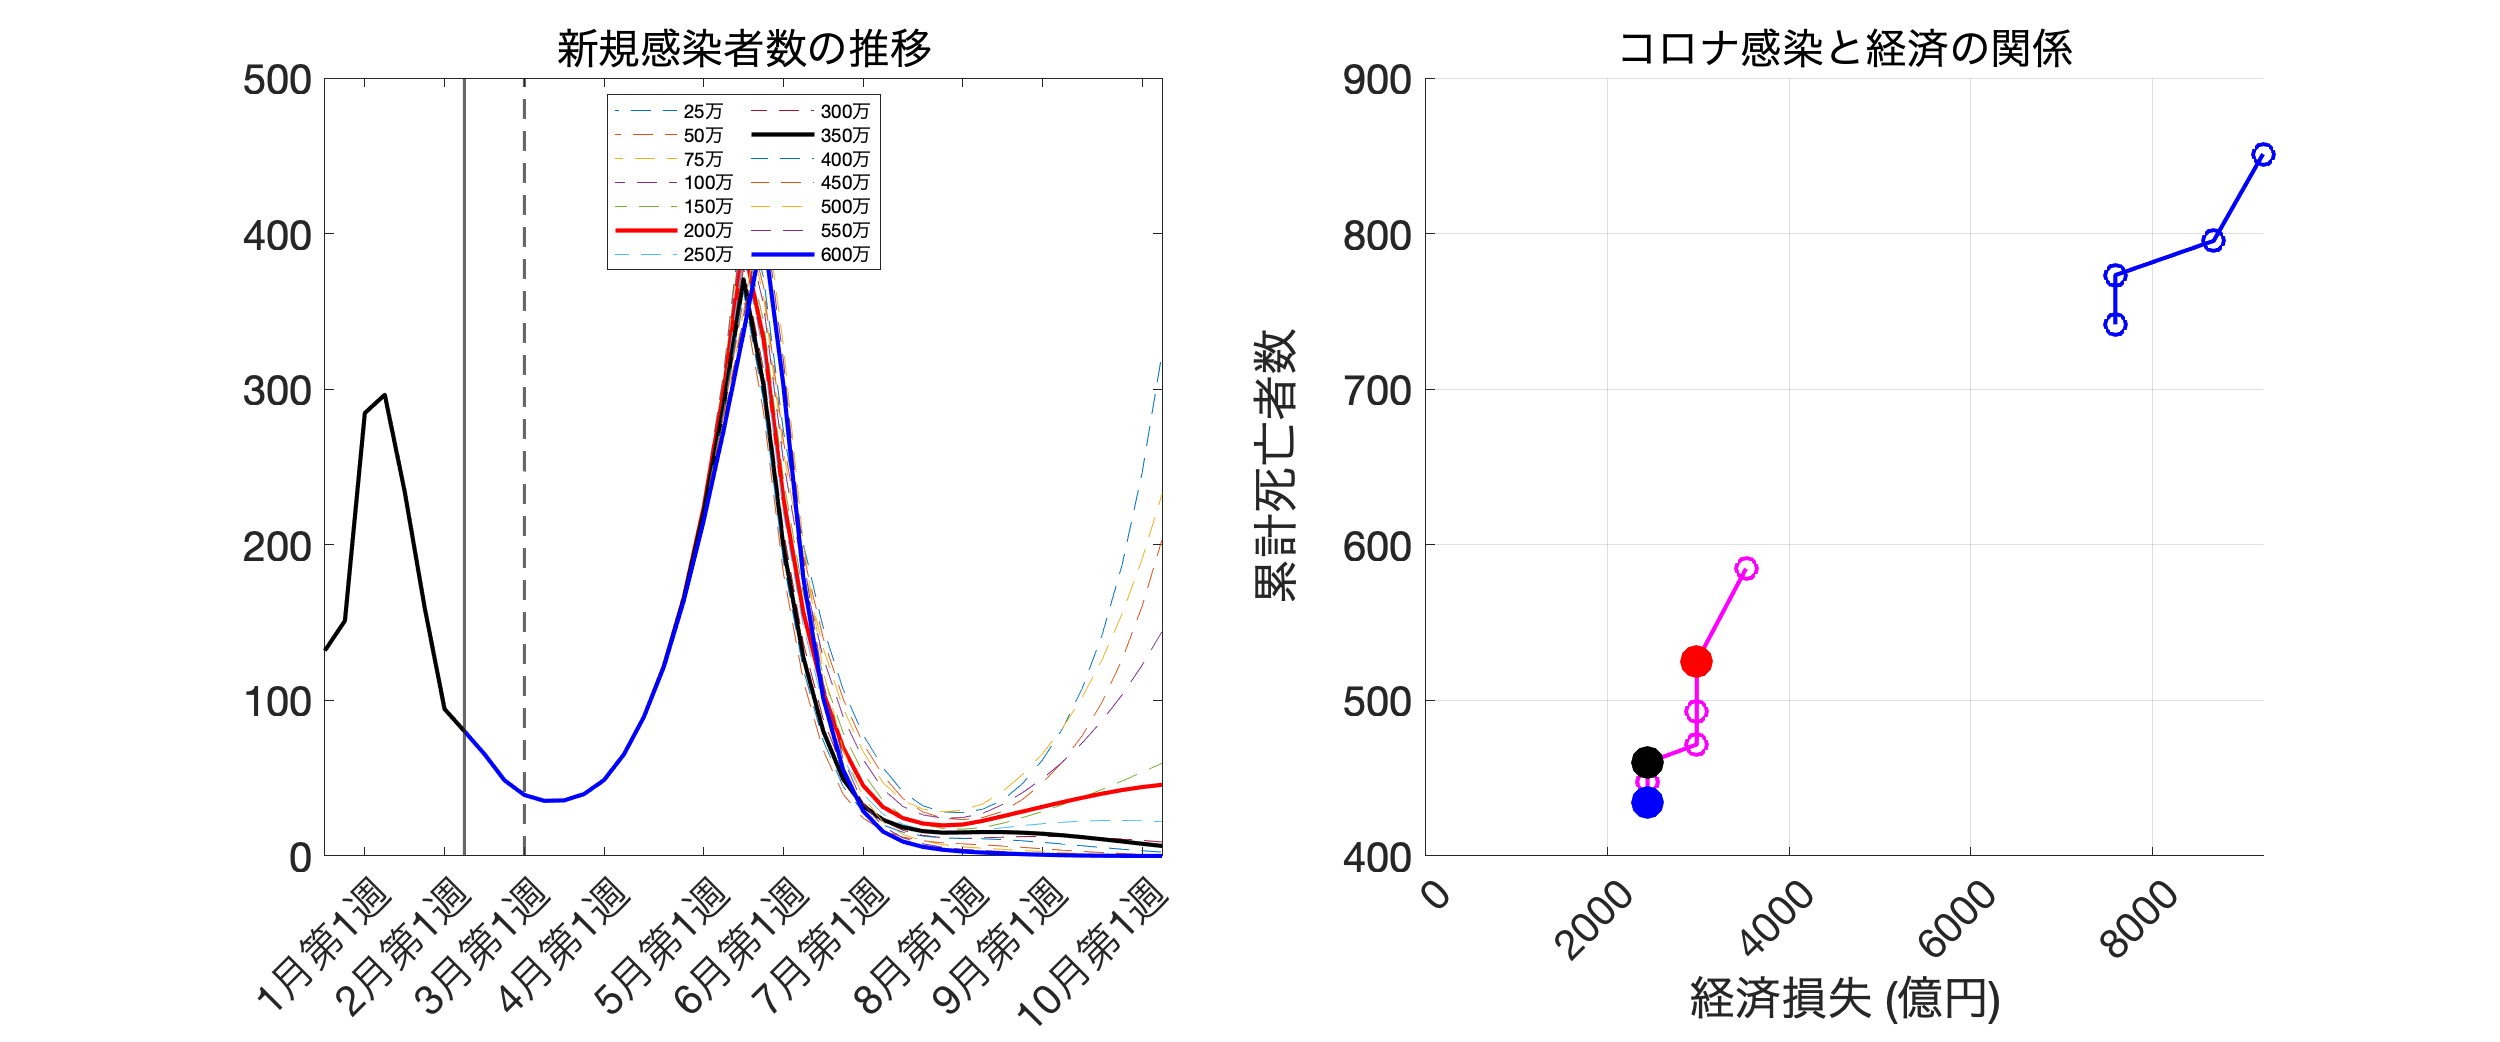 新規感染者数の推移
500
400
300
200
100
0
25万
50万
75万
100万
150万
200万
250万
300万
350万
400万
450万
500万
550万
600万
1月第1週
2月第1週
3月第1週
4月第1週
5月第1週
6月第1週
7月第1週
8月第1週
9月第1週
10月第1週
コロナ感染と経済の関係
累計死亡者数
900
800
700
600
500
400
0
2000
4000
6000
8000
経済損失 (億円)